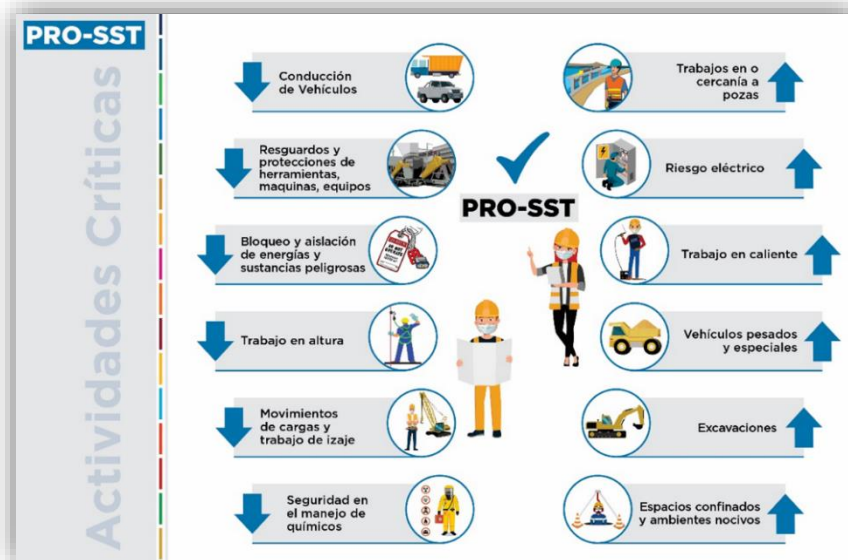 PRO-SST
Actividades Críticas
Conducción
de Vehículos
Resguardos y
protecciones de
herramientas,
maquinas, equipos
Bloqueo y aislación
de energías y
sustancias peligrosas
Trabajo en altura
Movimientos
de cargas y
trabajo de izaje
Seguridad en
el manejo de
químicos
PRO-SST
Trabajos en o
cercanía a
pozas
Riesgo eléctrico
Trabajo en caliente
Vehículos pesados
y especiales
Excavaciones
Espacios confinados
y ambientes nocivos